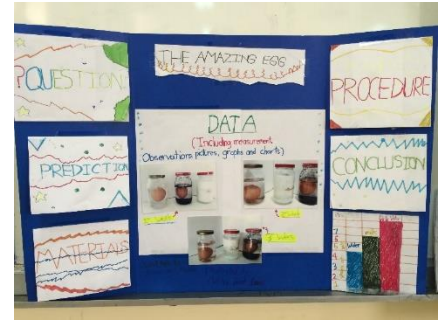 THE AMAZING EGG
?QUESTION
PREDICTION
MATERIALS
DATA
(Including measurement
Observations pictures, graphs and charts)
PROCEDURE
CONCLUSION